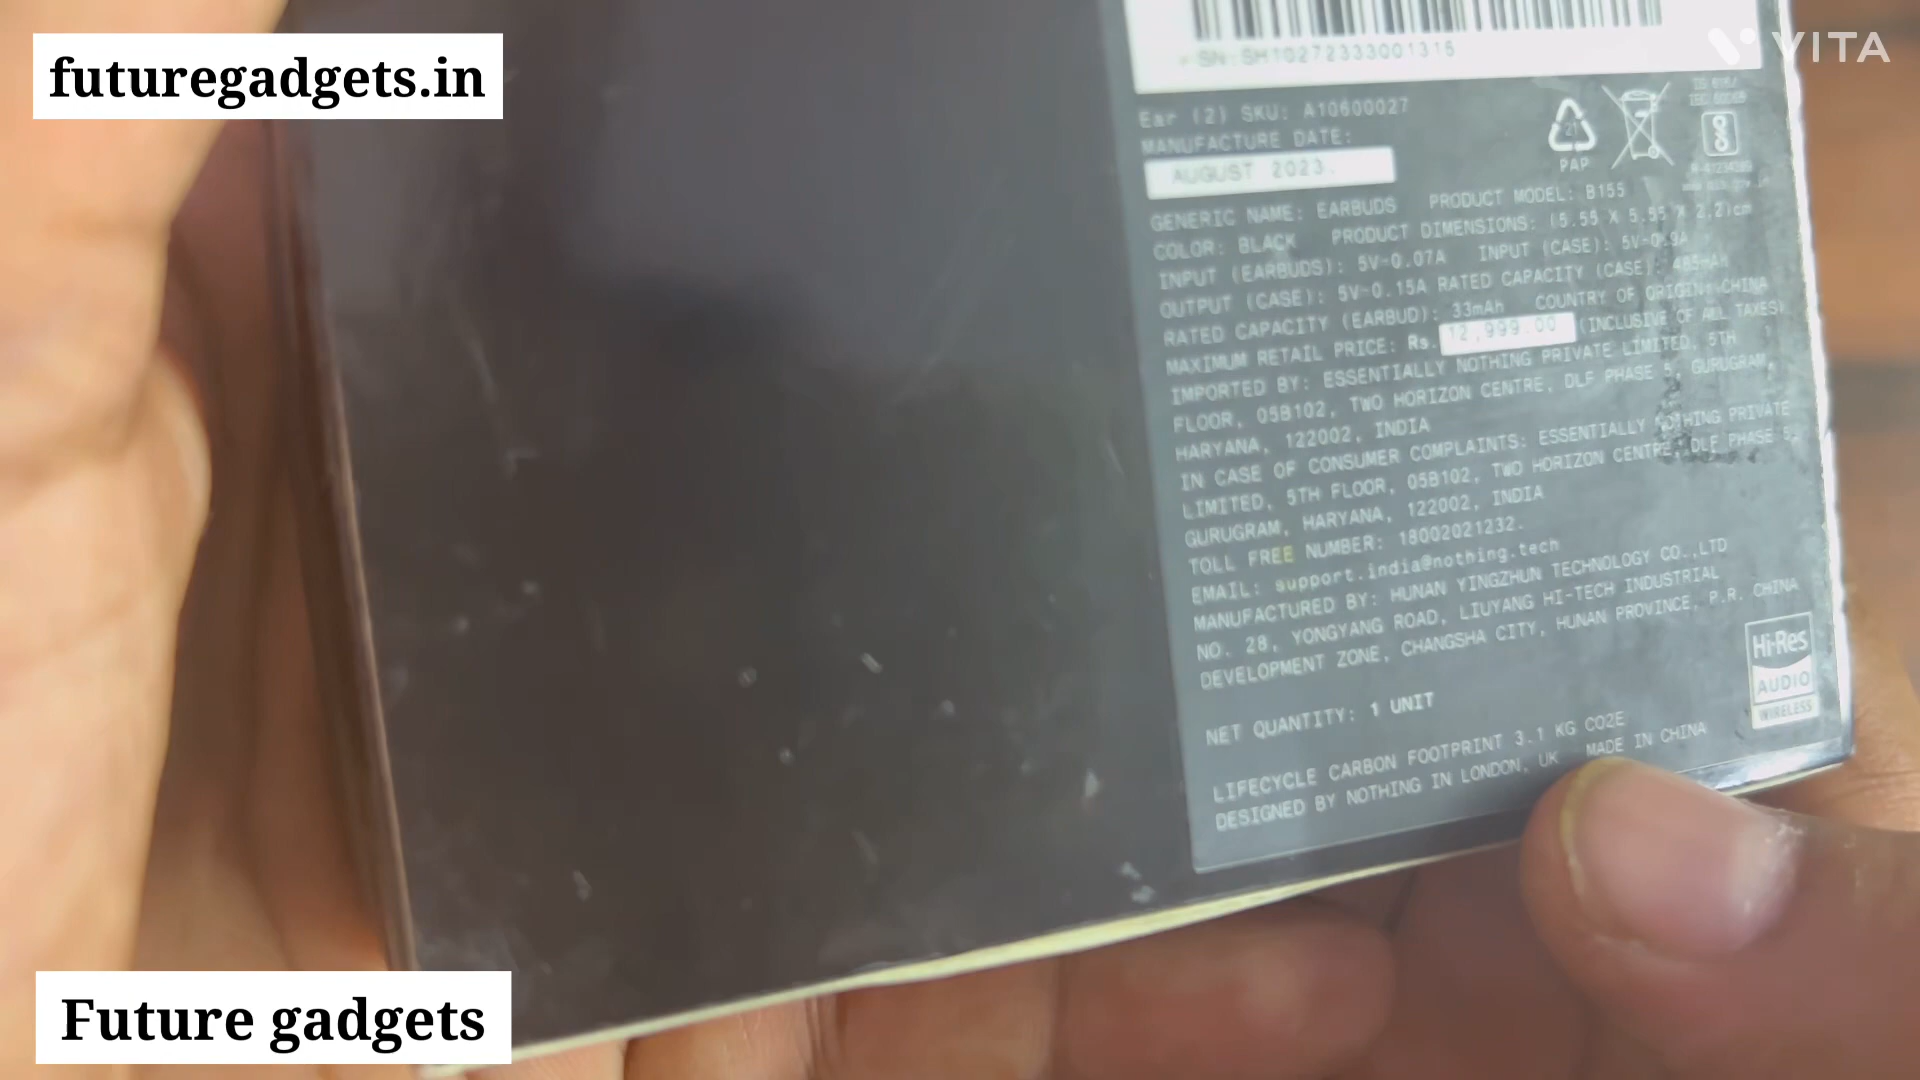 futuregadgets.in
VITA
SN:SH10272333001316
Ear (2) SKU: A10600027
MANUFACTURE DATE:
AUGUST 2023.
21
PAP
GENERIC NAME: EARBUDS PRODUCT MODEL: B155
COLOR: BLACK PRODUCT DIMENSIONS: (5.55 X 5.55 X 2.2)cm
INPUT (EARBUDS): 5V⎓0.07A INPUT (CASE): 5V⎓0.9A
OUTPUT (CASE): 5V⎓0.15A RATED CAPACITY (CASE): 485mAh
RATED CAPACITY (EARBUD): 33mAh COUNTRY OF ORIGIN: CHINA
MAXIMUM RETAIL PRICE: Rs. 12,999.00 (INCLUSIVE OF ALL TAXES)
IMPORTED BY: ESSENTIALLY NOTHING PRIVATE LIMITED, 5TH
FLOOR, 05B102, TWO HORIZON CENTRE, DLF PHASE 5, GURUGRAM,
HARYANA, 122002, INDIA
IN CASE OF CONSUMER COMPLAINTS: ESSENTIALLY NOTHING PRIVATE
LIMITED, 5TH FLOOR, 05B102, TWO HORIZON CENTRE, DLF PHASE 5,
GURUGRAM, HARYANA, 122002, INDIA
TOLL FREE NUMBER: 18002021232.
EMAIL: support.india@nothing.tech
MANUFACTURED BY: HUNAN YINGZHUN TECHNOLOGY CO.,LTD
NO. 28, YONGYANG ROAD, LIUYANG HI-TECH INDUSTRIAL
DEVELOPMENT ZONE, CHANGSHA CITY, HUNAN PROVINCE, P.R. CHINA
NET QUANTITY: 1 UNIT
Hi-Res
AUDIO
WIRELESS
LIFECYCLE CARBON FOOTPRINT 3.1 KG CO2E
DESIGNED BY NOTHING IN LONDON, UK MADE IN CHINA
Future gadgets